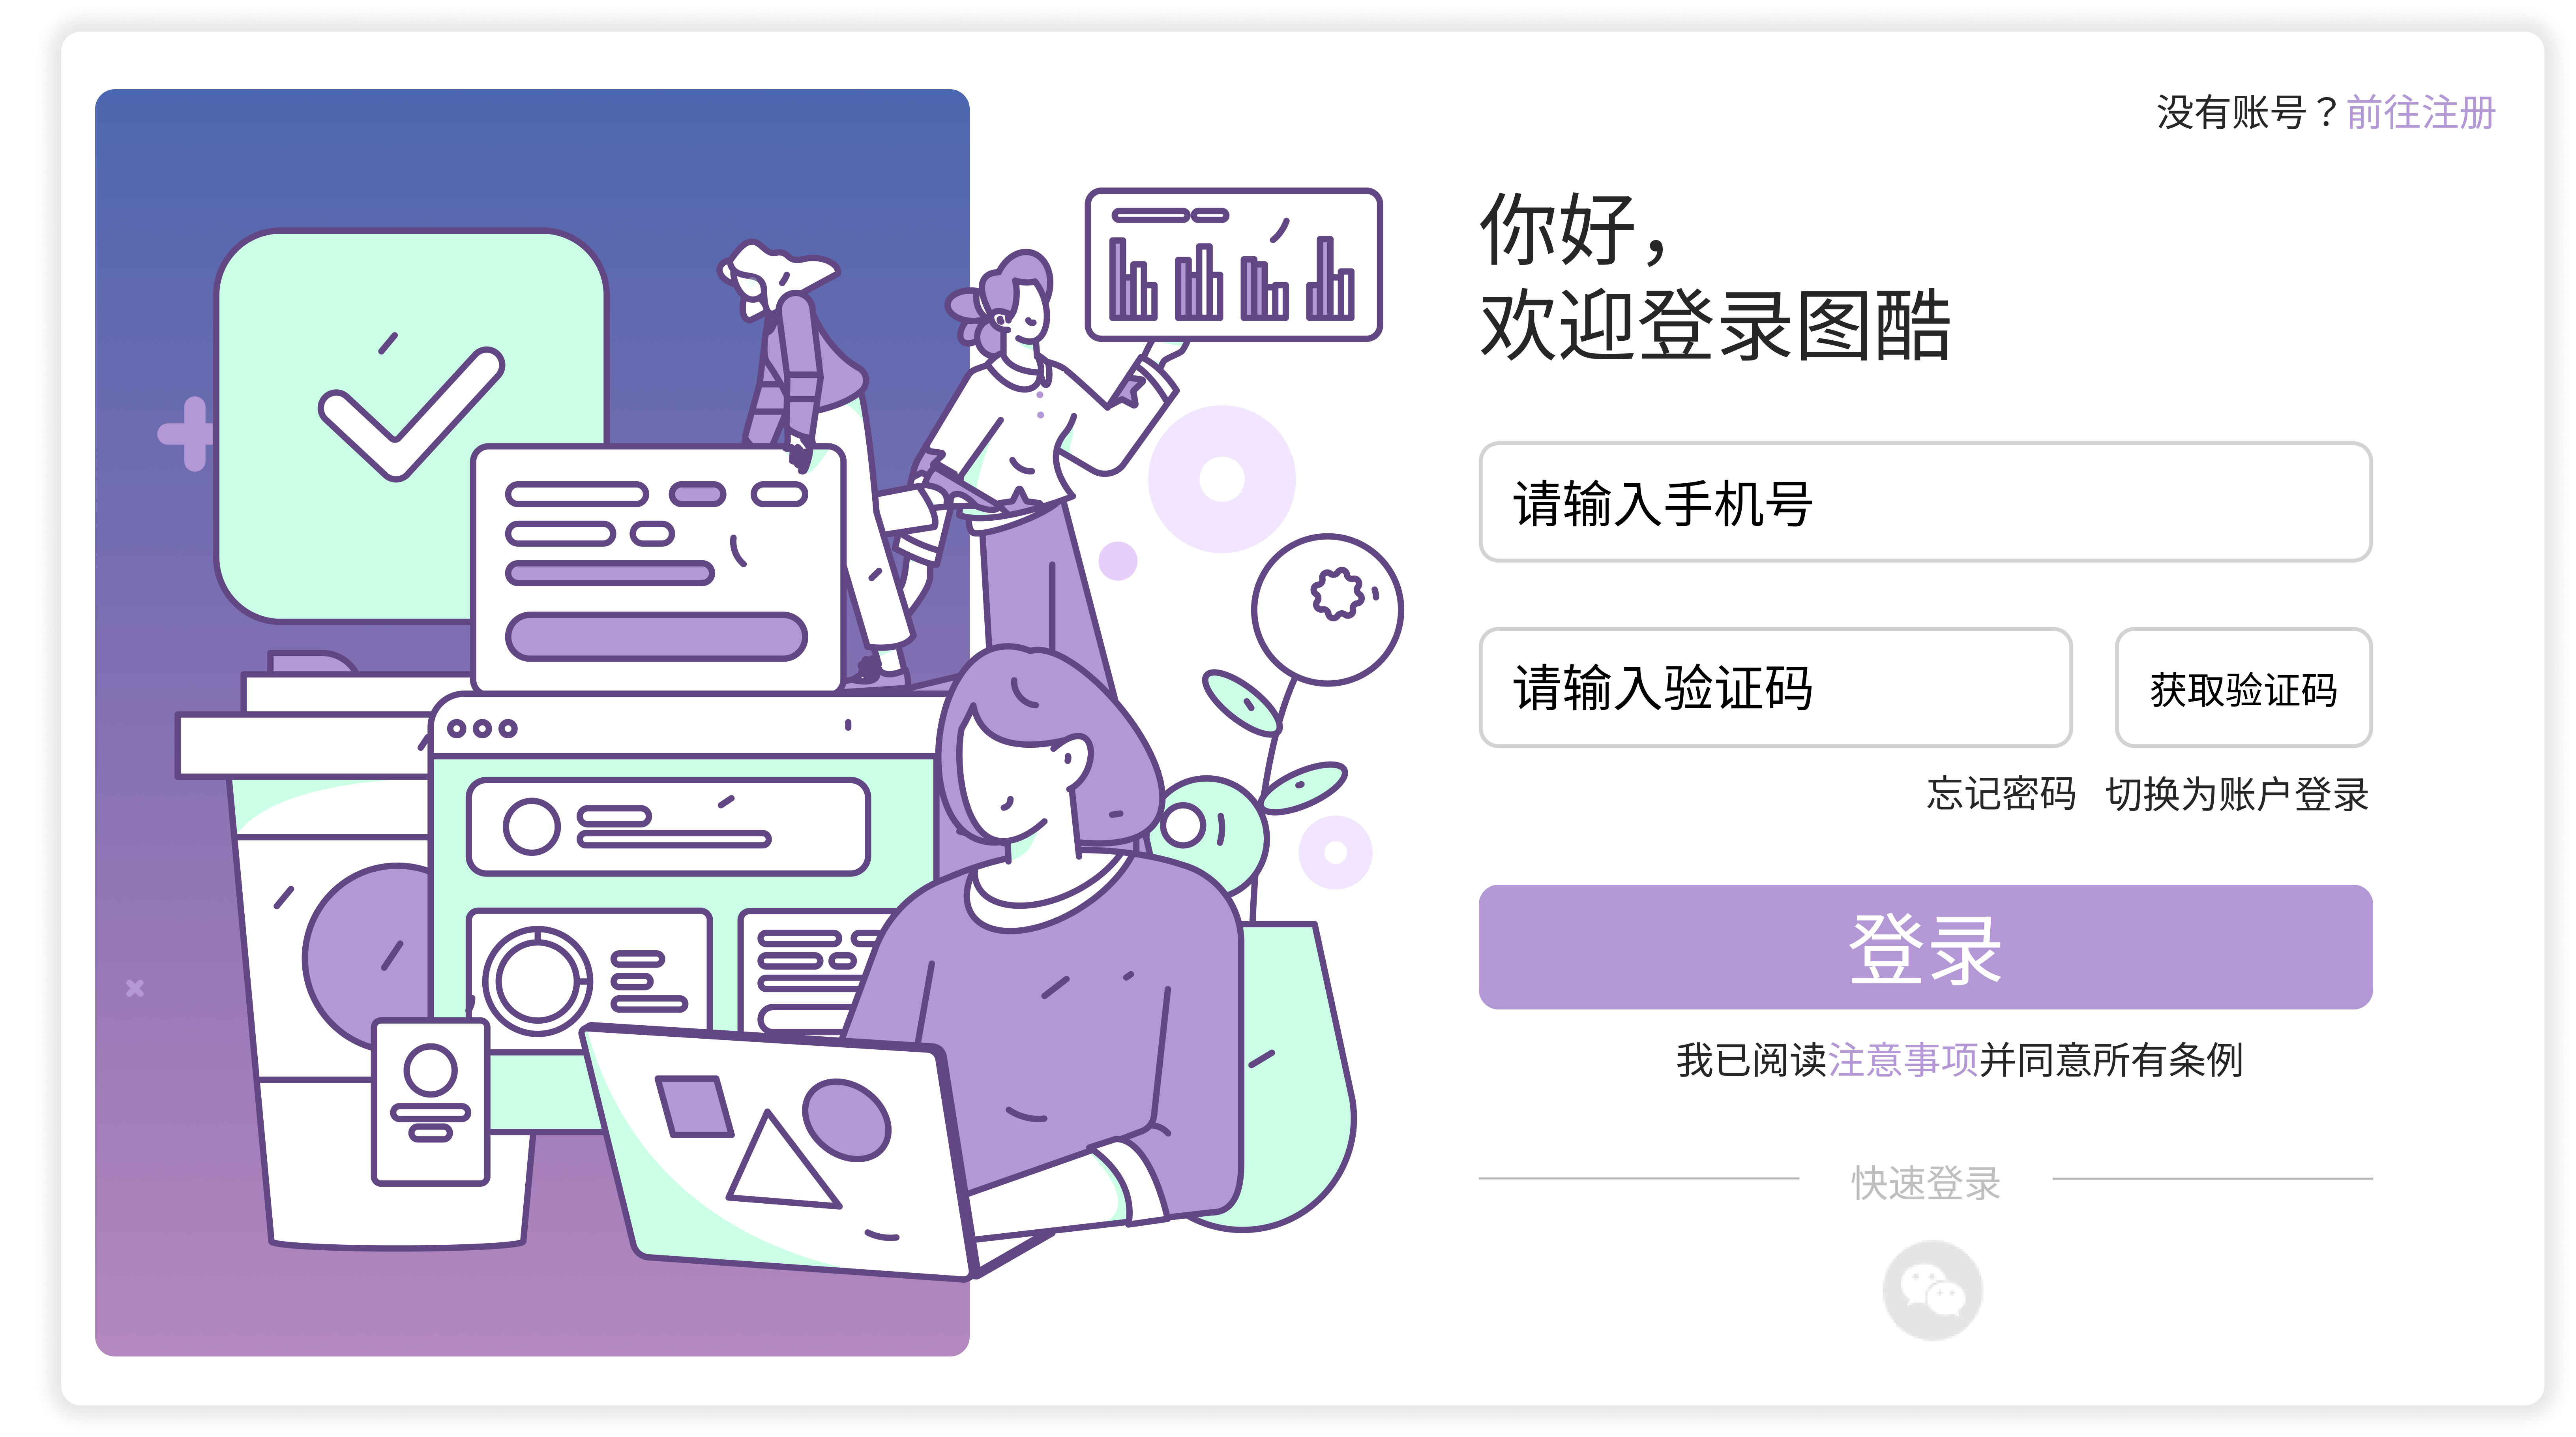 没有账号？前往注册
你好，
欢迎登录图酷
请输入手机号
请输入验证码
获取验证码
忘记密码 切换为账户登录
登录
我已阅读注意事项并同意所有条例
快速登录